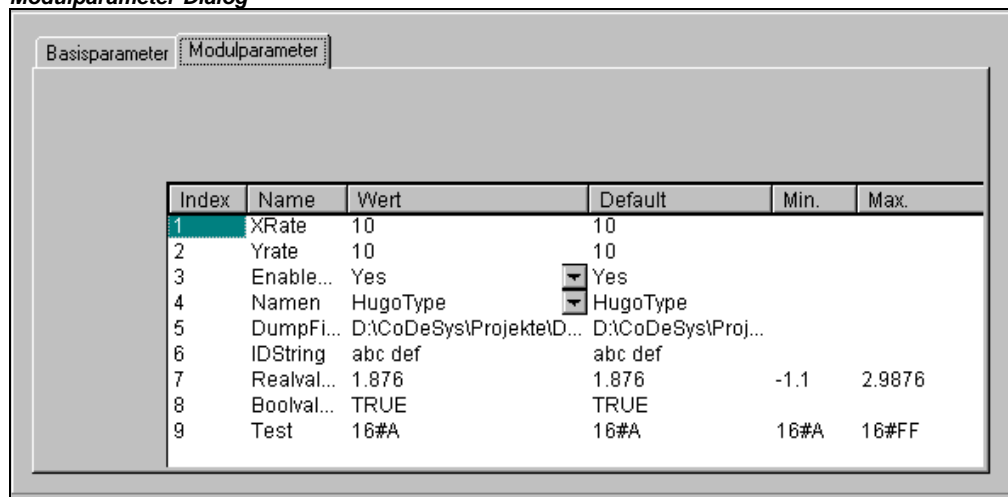 Modulparameter Dialog
Basisparameter Modulparameter
Index Name Wert Default Min. Max.
1 XRate 10 10
2 Yrate 10 10
3 Enable... Yes Yes
4 Namen HugoType HugoType
5 DumpFi... D:\CoDeSys\Projekte\D... D:\CoDeSys\Proj...
6 IDString abc def abc def
7 Realval... 1.876 1.876 -1.1 2.9876
8 Boolval... TRUE TRUE
9 Test 16#A 16#A 16#A 16#FF